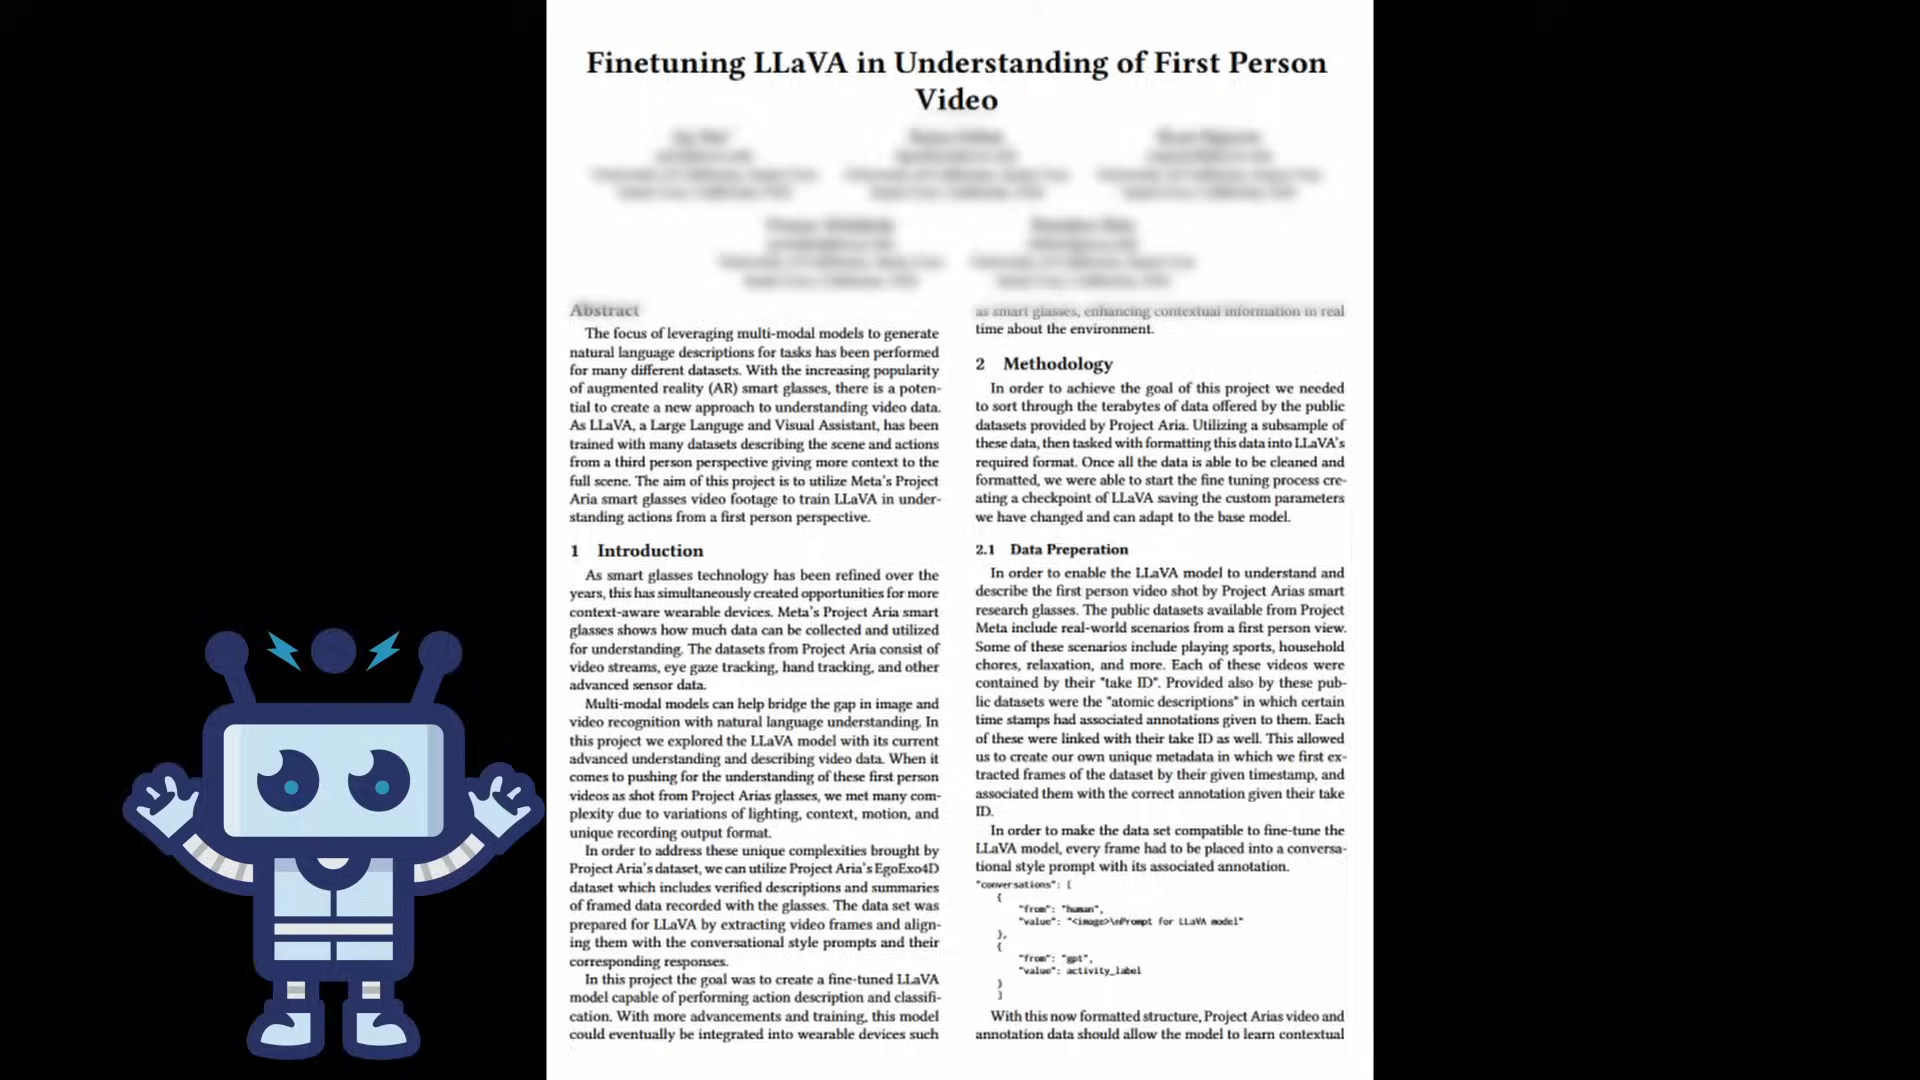 Finetuning LLaVA in Understanding of First Person
Video
Abstract
The focus of leveraging multi-modal models to generate
natural language descriptions for tasks has been performed
for many different datasets. With the increasing popularity
of augmented reality (AR) smart glasses, there is a poten-
tial to create a new approach to understanding video data.
As LLaVA, a Large Languge and Visual Assistant, has been
trained with many datasets describing the scene and actions
from a third person perspective giving more context to the
full scene. The aim of this project is to utilize Meta's Project
Aria smart glasses video footage to train LLaVA in under-
standing actions from a first person perspective.
1 Introduction
As smart glasses technology has been refined over the
years, this has simultaneously created opportunities for more
context-aware wearable devices. Meta's Project Aria smart
glasses shows how much data can be collected and utilized
for understanding. The datasets from Project Aria consist of
video streams, eye gaze tracking, hand tracking, and other
advanced sensor data.
Multi-modal models can help bridge the gap in image and
video recognition with natural language understanding. In
this project we explored the LLaVA model with its current
advanced understanding and describing video data. When it
comes to pushing for the understanding of these first person
videos as shot from Project Arias glasses, we met many com-
plexity due to variations of lighting, context, motion, and
unique recording output format.
In order to address these unique complexities brought by
Project Aria's dataset, we can utilize Project Aria's EgoExo4D
dataset which includes verified descriptions and summaries
of framed data recorded with the glasses. The data set was
prepared for LLaVA by extracting video frames and align-
ing them with the conversational style prompts and their
corresponding responses.
In this project the goal was to create a fine-tuned LLaVA
model capable of performing action description and classifi-
cation. With more advancements and training, this model
could eventually be integrated into wearable devices such
as smart glasses, enhancing contextual information in real
time about the environment.
2 Methodology
In order to achieve the goal of this project we needed
to sort through the terabytes of data offered by the public
datasets provided by Project Aria. Utilizing a subsample of
these data, then tasked with formatting this data into LLaVA's
required format. Once all the data is able to be cleaned and
formatted, we were able to start the fine tuning process cre-
ating a checkpoint of LLaVA saving the custom parameters
we have changed and can adapt to the base model.
2.1 Data Preperation
In order to enable the LLaVA model to understand and
describe the first person video shot by Project Arias smart
research glasses. The public datasets available from Project
Meta include real-world scenarios from a first person view.
Some of these scenarios include playing sports, household
chores, relaxation, and more. Each of these videos were
contained by their "take ID". Provided also by these pub-
lic datasets were the "atomic descriptions" in which certain
time stamps had associated annotations given to them. Each
of these were linked with their take ID as well. This allowed
us to create our own unique metadata in which we first ex-
tracted frames of the dataset by their given timestamp, and
associated them with the correct annotation given their take
ID.
In order to make the data set compatible to fine-tune the
LLaVA model, every frame had to be placed into a conversa-
tional style prompt with its associated annotation.
"conversations": [
{
"from": "human",
"value": "<image>\nPrompt for LLaVA model"
},
{
"from": "gpt",
"value": activity_label
}
]
With this now formatted structure, Project Arias video and
annotation data should allow the model to learn contextual